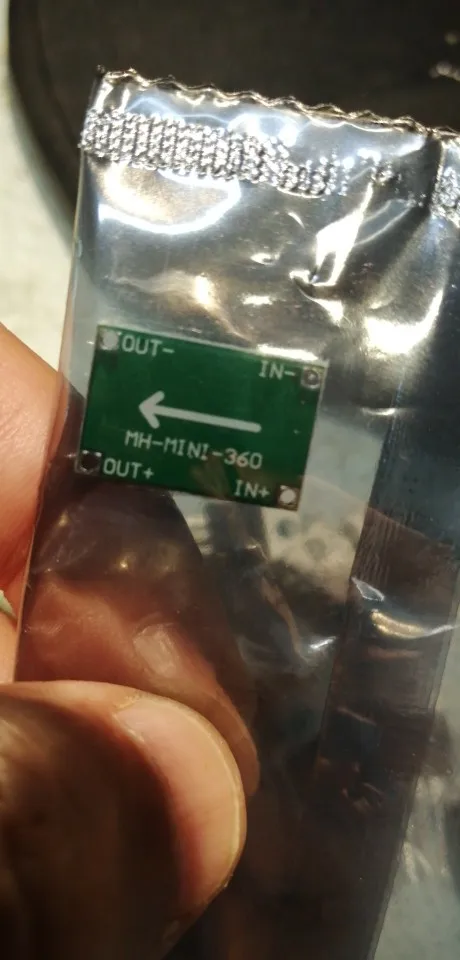 OUT-
IN-
MH-MINI-360
OUT+
IN+